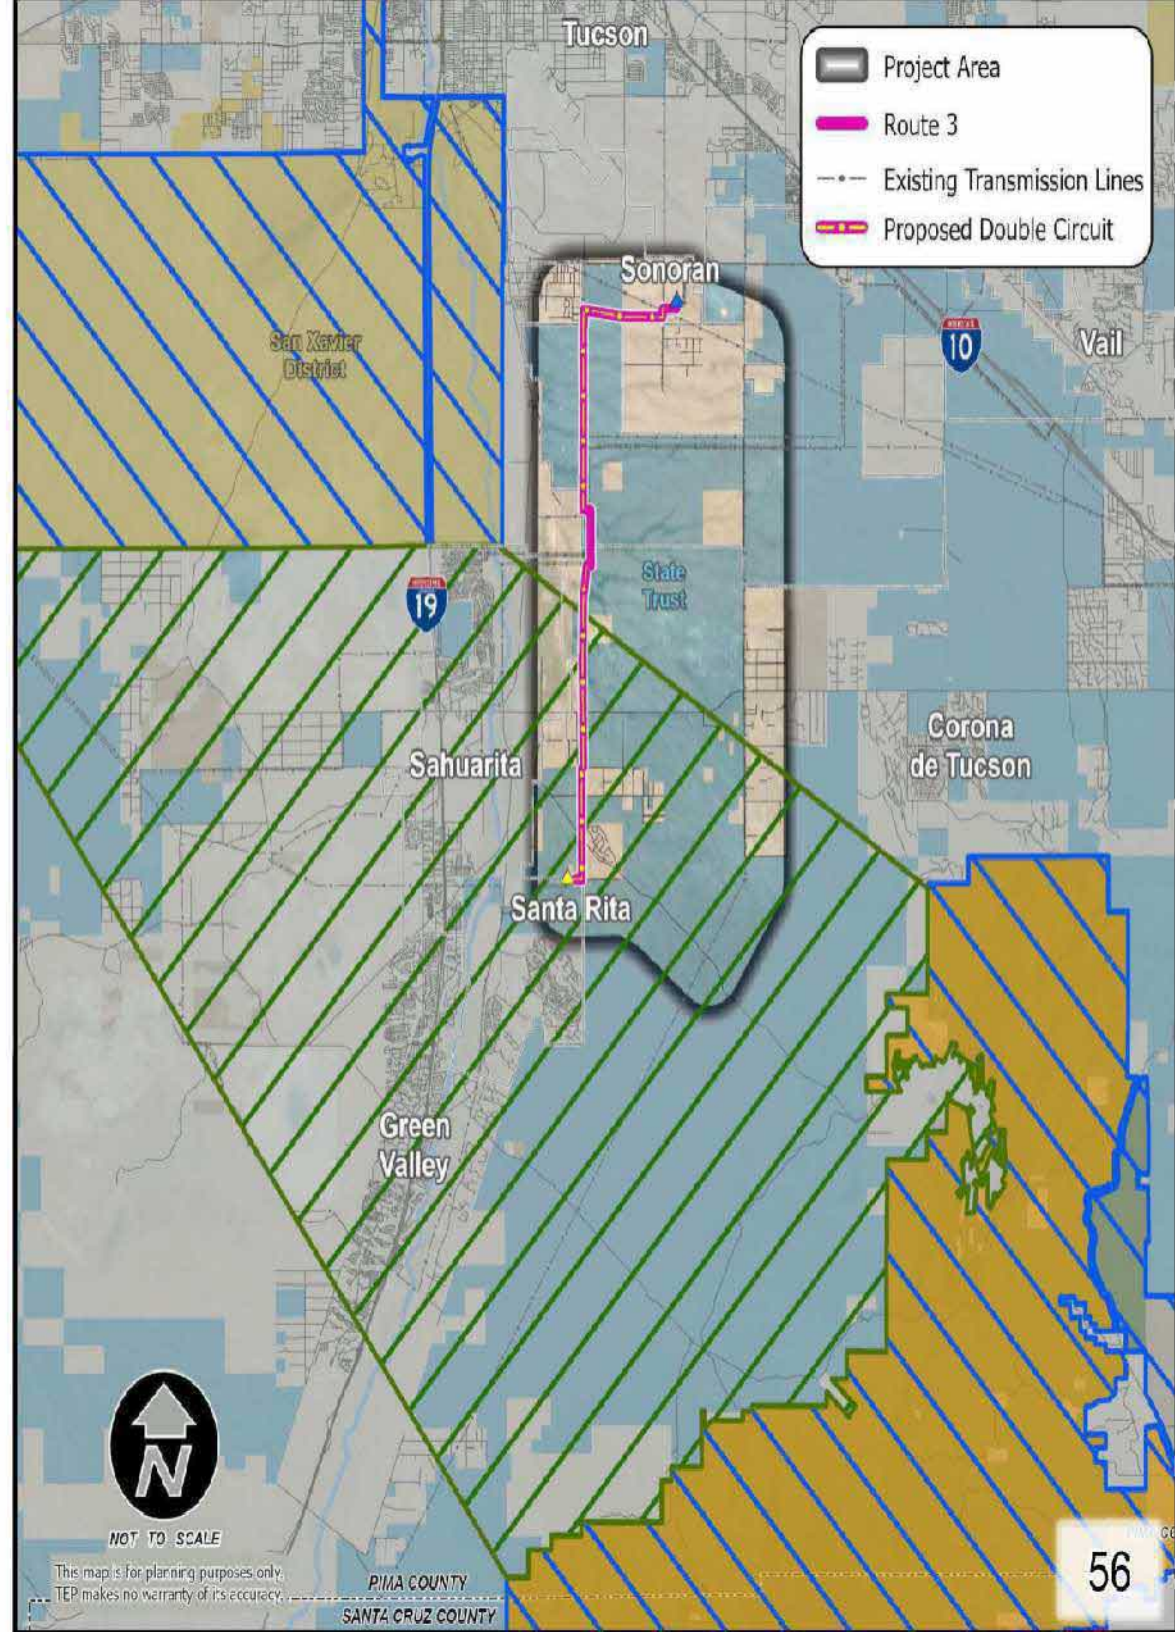 Tucson
Project Area
Route 3
Existing Transmission Lines
Proposed Double Circuit
Sonoran
10
Vail
San Xavier
District
State
Trust
19
Corona
de Tucson
Sahuarita
Santa Rita
Green
Valley
N
NOT TO SCALE
This map is for planning purposes only.
TEP makes no warranty of its accuracy.
PIMA COUNTY
SANTA CRUZ COUNTY
56